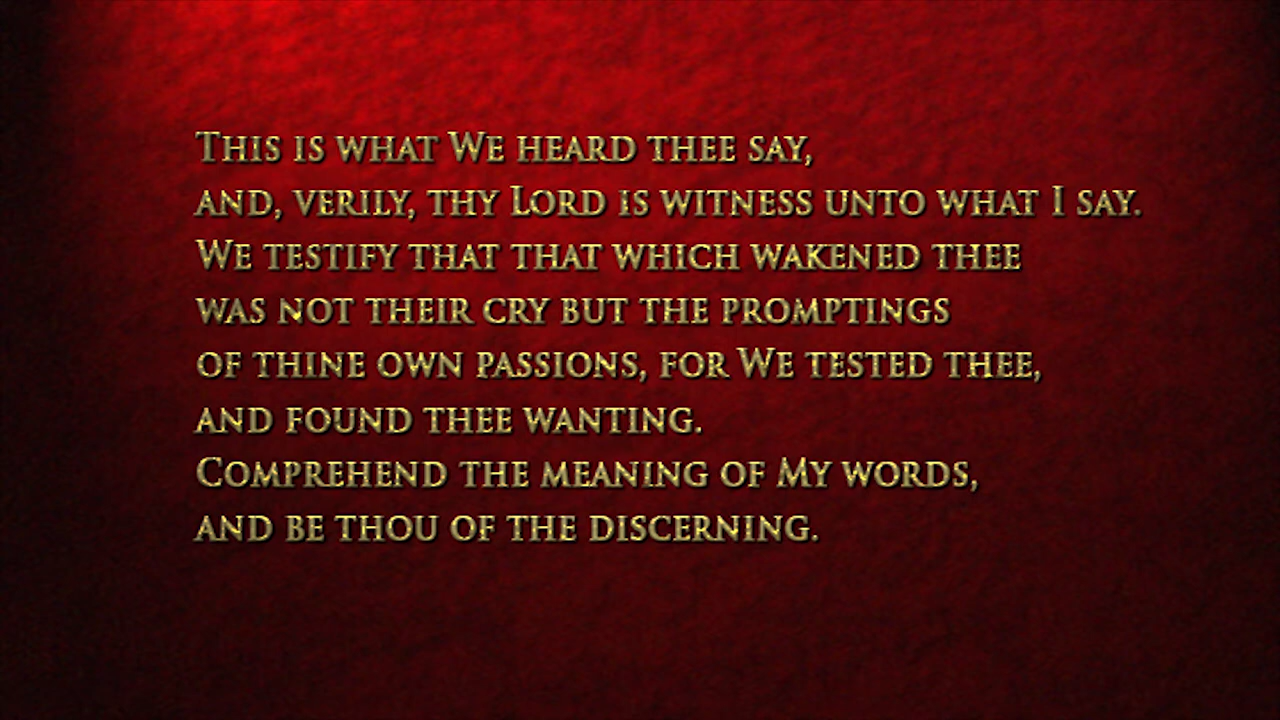 This is what We heard thee say,
and, verily, thy Lord is witness unto what I say.
We testify that that which wakened thee
was not their cry but the promptings
of thine own passions, for We tested thee,
and found thee wanting.
Comprehend the meaning of My words,
and be thou of the discerning.